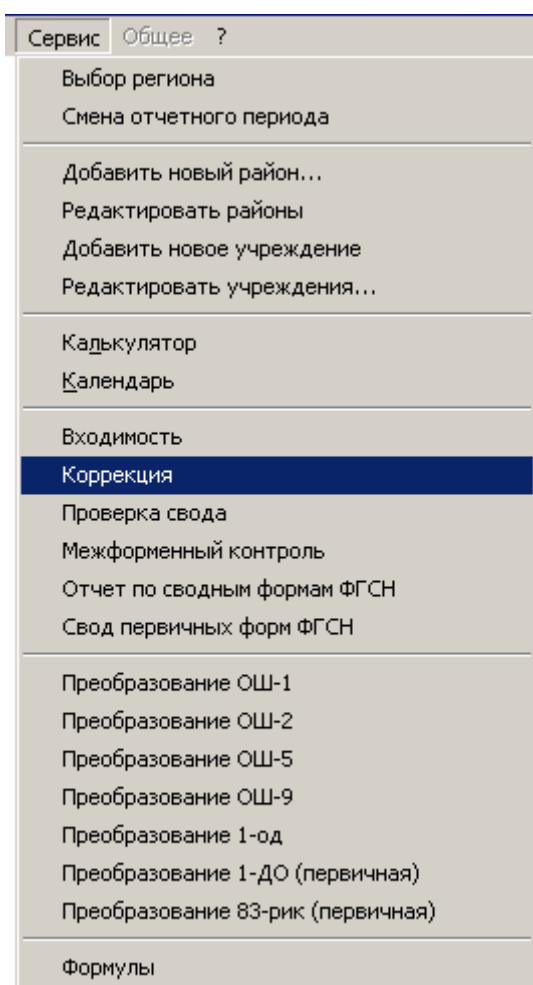 Сервис Общее ?
Выбор региона
Смена отчетного периода
Добавить новый район...
Редактировать районы
Добавить новое учреждение
Редактировать учреждения...
Калькулятор
Календарь
Входимость
Коррекция
Проверка свода
Межформенный контроль
Отчет по сводным формам ФГСН
Свод первичных форм ФГСН
Преобразование ОШ-1
Преобразование ОШ-2
Преобразование ОШ-5
Преобразование ОШ-9
Преобразование 1-од
Преобразование 1-ДО (первичная)
Преобразование 83-рик (первичная)
Формулы